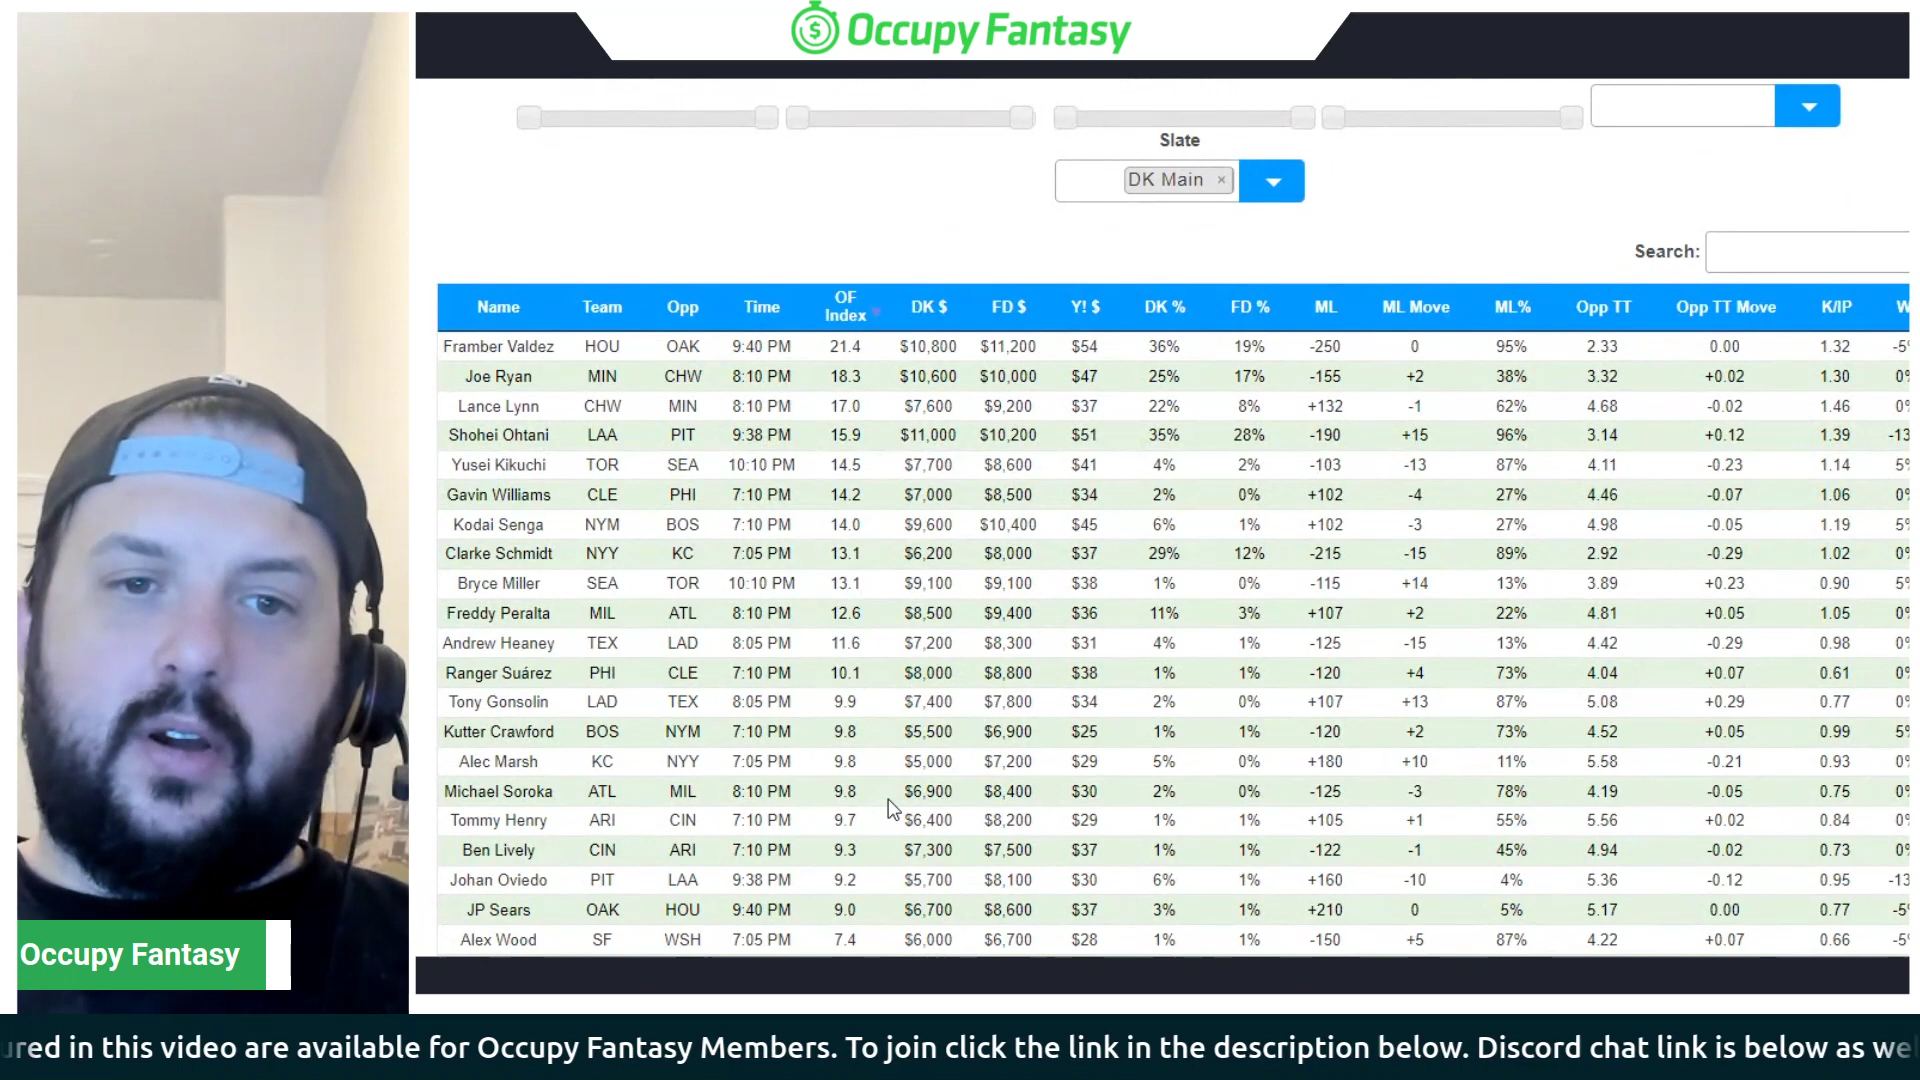 Occupy Fantasy
Slate
DK Main ×
Search:
Name Team Opp Time OF Index DK $ FD $ Y! $ DK % FD % ML ML Move ML% Opp TT Opp TT Move K/IP W
Framber Valdez HOU OAK 9:40 PM 21.4 $10,800 $11,200 $54 36% 19% -250 0 95% 2.33 0.00 1.32 -5%
Joe Ryan MIN CHW 8:10 PM 18.3 $10,600 $10,000 $47 25% 17% -155 +2 38% 3.32 +0.02 1.30 0%
Lance Lynn CHW MIN 8:10 PM 17.0 $7,600 $9,200 $37 22% 8% +132 -1 62% 4.68 -0.02 1.46 0%
Shohei Ohtani LAA PIT 9:38 PM 15.9 $11,000 $10,200 $51 35% 28% -190 +15 96% 3.14 +0.12 1.39 -13
Yusei Kikuchi TOR SEA 10:10 PM 14.5 $7,700 $8,600 $41 4% 2% -103 -13 87% 4.11 -0.23 1.14 5%
Gavin Williams CLE PHI 7:10 PM 14.2 $7,000 $8,500 $34 2% 0% +102 -4 27% 4.46 -0.07 1.06 0%
Kodai Senga NYM BOS 7:10 PM 14.0 $9,600 $10,400 $45 6% 1% +102 -3 27% 4.98 -0.05 1.19 5%
Clarke Schmidt NYY KC 7:05 PM 13.1 $6,200 $8,000 $37 29% 12% -215 -15 89% 2.92 -0.29 1.02 0%
Bryce Miller SEA TOR 10:10 PM 13.1 $9,100 $9,100 $38 1% 0% -115 +14 13% 3.89 +0.23 0.90 5%
Freddy Peralta MIL ATL 8:10 PM 12.6 $8,500 $9,400 $36 11% 3% +107 +2 22% 4.81 +0.05 1.05 0%
Andrew Heaney TEX LAD 8:05 PM 11.6 $7,200 $8,300 $31 4% 1% -125 -15 13% 4.42 -0.29 0.98 0%
Ranger Suárez PHI CLE 7:10 PM 10.1 $8,000 $8,800 $38 1% 1% -120 +4 73% 4.04 +0.07 0.61 0%
Tony Gonsolin LAD TEX 8:05 PM 9.9 $7,400 $7,800 $34 2% 0% +107 +13 87% 5.08 +0.29 0.77 0%
Kutter Crawford BOS NYM 7:10 PM 9.8 $5,500 $6,900 $25 1% 1% -120 +2 73% 4.52 +0.05 0.99 5%
Alec Marsh KC NYY 7:05 PM 9.8 $5,000 $7,200 $29 5% 0% +180 +10 11% 5.58 -0.21 0.93 0%
Michael Soroka ATL MIL 8:10 PM 9.8 $6,900 $8,400 $30 2% 0% -125 -3 78% 4.19 -0.05 0.75 0%
Tommy Henry ARI CIN 7:10 PM 9.7 $6,400 $8,200 $29 1% 1% +105 +1 55% 5.56 +0.02 0.84 0%
Ben Lively CIN ARI 7:10 PM 9.3 $7,300 $7,500 $37 1% 1% -122 -1 45% 4.94 -0.02 0.73 0%
Johan Oviedo PIT LAA 9:38 PM 9.2 $5,700 $8,100 $30 6% 1% +160 -10 4% 5.36 -0.12 0.95 -13
JP Sears OAK HOU 9:40 PM 9.0 $6,700 $8,600 $37 3% 1% +210 0 5% 5.17 0.00 0.77 -5%
Alex Wood SF WSH 7:05 PM 7.4 $6,000 $6,700 $28 1% 1% -150 +5 87% 4.22 +0.07 0.66 -5%
Occupy Fantasy
ured in this video are available for Occupy Fantasy Members. To join click the link in the description below. Discord chat link is below as we